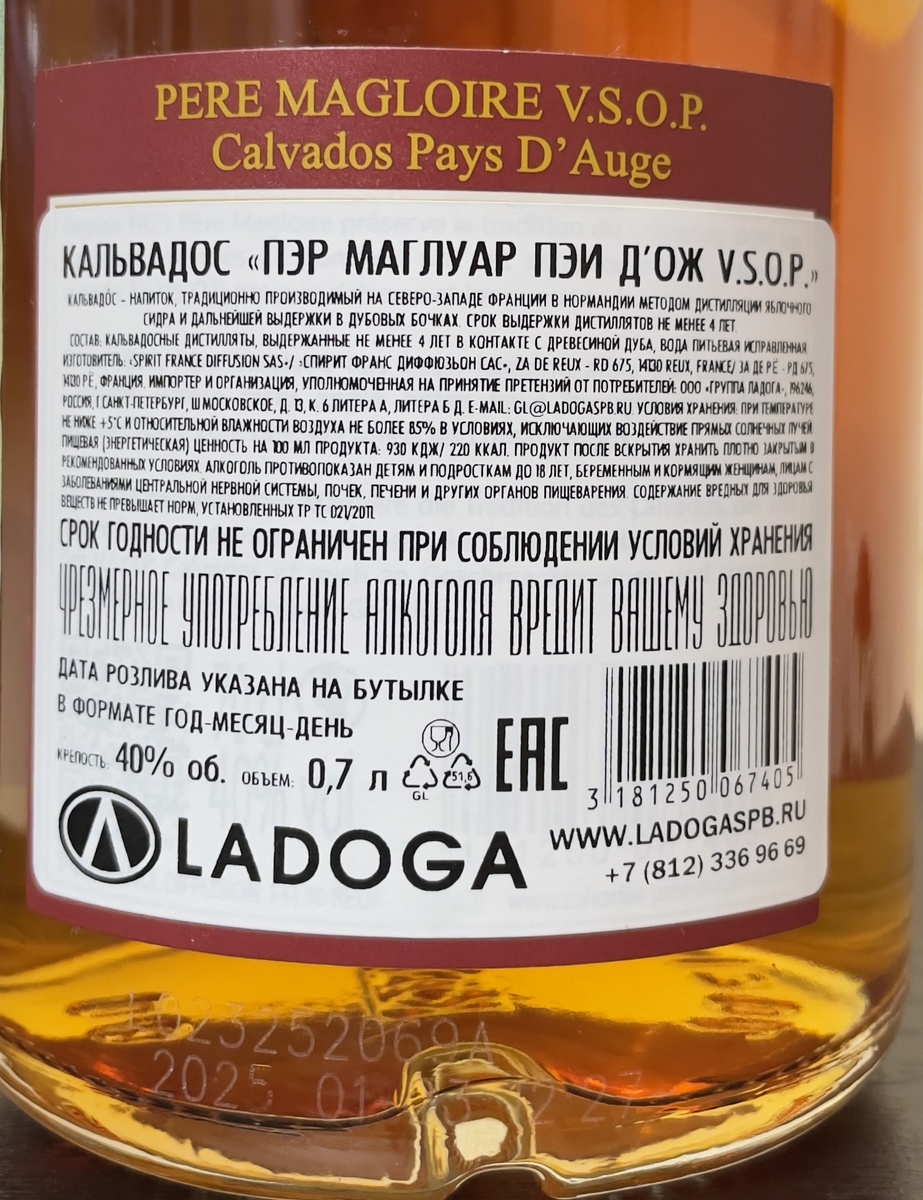 PERE MAGLOIRE V.S.O.P.
Calvados Pays D’Auge
КАЛЬВАДОС «ПЭР МАГЛУАР ПЭИ Д’ОЖ V.S.O.P.»
КАЛЬВАДÓС – НАПИТОК, ТРАДИЦИОННО ПРОИЗВОДИМЫЙ НА СЕВЕРО-ЗАПАДЕ ФРАНЦИИ В НОРМАНДИИ МЕТОДОМ ДИСТИЛЛЯЦИИ ЯБЛОЧНОГО
СИДРА И ДАЛЬНЕЙШЕЙ ВЫДЕРЖКИ В ДУБОВЫХ БОЧКАХ. СРОК ВЫДЕРЖКИ ДИСТИЛЛЯТОВ НЕ МЕНЕЕ 4 ЛЕТ.
СОСТАВ: КАЛЬВАДОСНЫЕ ДИСТИЛЛЯТЫ, ВЫДЕРЖАННЫЕ НЕ МЕНЕЕ 4 ЛЕТ В КОНТАКТЕ С ДРЕВЕСИНОЙ ДУБА, ВОДА ПИТЬЕВАЯ ИСПРАВЛЕННАЯ.
ИЗГОТОВИТЕЛЬ: «SPIRIT FRANCE DIFFUSION SAS»/ «СПИРИТ ФРАНС ДИФФЮЗЬОН САС», ZA DE REUX - RD 675, 14130 REUX, FRANCE/ ЗА ДЕ РЁ - РД 675,
14130 РЁ, ФРАНЦИЯ. ИМПОРТЕР И ОРГАНИЗАЦИЯ, УПОЛНОМОЧЕННАЯ НА ПРИНЯТИЕ ПРЕТЕНЗИЙ ОТ ПОТРЕБИТЕЛЕЙ: ООО «ГРУППА ЛАДОГА», 196246,
РОССИЯ, Г.САНКТ-ПЕТЕРБУРГ, Ш МОСКОВСКОЕ, Д. 13, К. 6 ЛИТЕРА А, ЛИТЕРА Б Д. E-MAIL: GL@LADOGASPB.RU. УСЛОВИЯ ХРАНЕНИЯ: ПРИ ТЕМПЕРАТУРЕ
НЕ НИЖЕ +5°С И ОТНОСИТЕЛЬНОЙ ВЛАЖНОСТИ ВОЗДУХА НЕ БОЛЕЕ 85% В УСЛОВИЯХ, ИСКЛЮЧАЮЩИХ ВОЗДЕЙСТВИЕ ПРЯМЫХ СОЛНЕЧНЫХ ЛУЧЕЙ.
ПИЩЕВАЯ (ЭНЕРГЕТИЧЕСКАЯ) ЦЕННОСТЬ НА 100 МЛ ПРОДУКТА: 930 КДЖ/ 220 ККАЛ. ПРОДУКТ ПОСЛЕ ВСКРЫТИЯ ХРАНИТЬ ПЛОТНО ЗАКРЫТЫМ В
РЕКОМЕНДОВАННЫХ УСЛОВИЯХ. АЛКОГОЛЬ ПРОТИВОПОКАЗАН ДЕТЯМ И ПОДРОСТКАМ ДО 18 ЛЕТ, БЕРЕМЕННЫМ И КОРМЯЩИМ ЖЕНЩИНАМ, ЛИЦАМ С
ЗАБОЛЕВАНИЯМИ ЦЕНТРАЛЬНОЙ НЕРВНОЙ СИСТЕМЫ, ПОЧЕК, ПЕЧЕНИ И ДРУГИХ ОРГАНОВ ПИЩЕВАРЕНИЯ. СОДЕРЖАНИЕ ВРЕДНЫХ ДЛЯ ЗДОРОВЬЯ
ВЕЩЕСТВ НЕ ПРЕВЫШАЕТ НОРМ, УСТАНОВЛЕННЫХ ТР ТС 021/2011.
СРОК ГОДНОСТИ НЕ ОГРАНИЧЕН ПРИ СОБЛЮДЕНИИ УСЛОВИЙ ХРАНЕНИЯ
ЧРЕЗМЕРНОЕ УПОТРЕБЛЕНИЕ АЛКОГОЛЯ ВРЕДИТ ВАШЕМУ ЗДОРОВЬЮ
ДАТА РОЗЛИВА УКАЗАНА НА БУТЫЛКЕ
В ФОРМАТЕ ГОД-МЕСЯЦ-ДЕНЬ
КРЕПОСТЬ: 40% об. ОБЪЕМ: 0,7 л
GL
51,6
EAC
3 181250 067405
LADOGA
WWW.LADOGASPB.RU
+7 (812) 336 96 69
L023252069A
2025 01